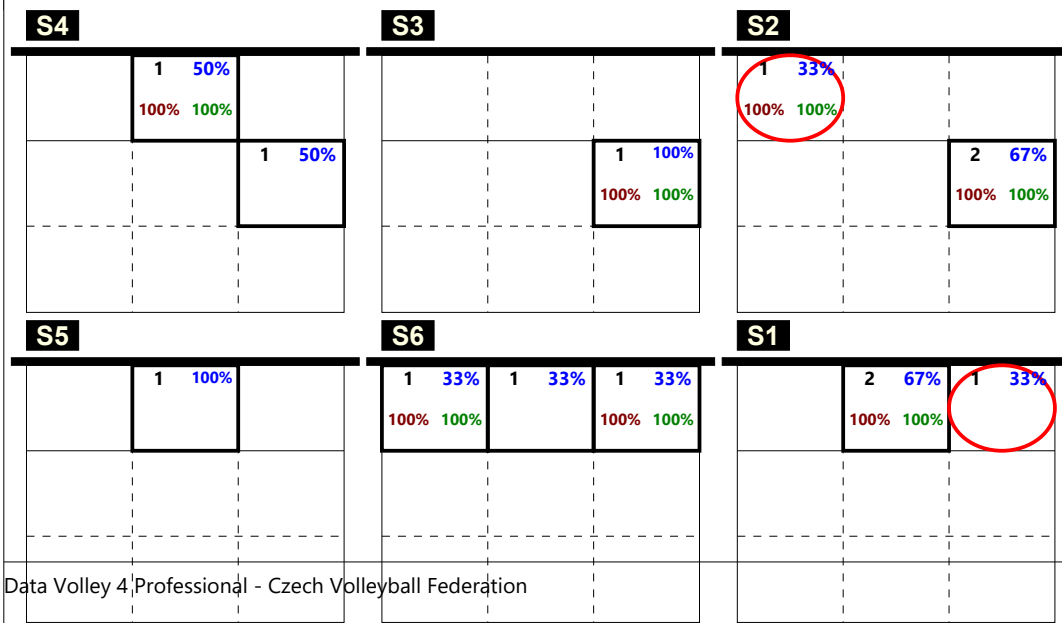 S4 S3 S2
1 50% 1 33%
100% 100% 100% 100%
1 50% 1 100% 2 67%
100% 100% 100% 100%
S5 S6 S1
1 100% 1 33% 1 33% 1 33% 2 67% 1 33%
100% 100% 100% 100% 100% 100%
Data Volley 4 Professional - Czech Volleyball Federation